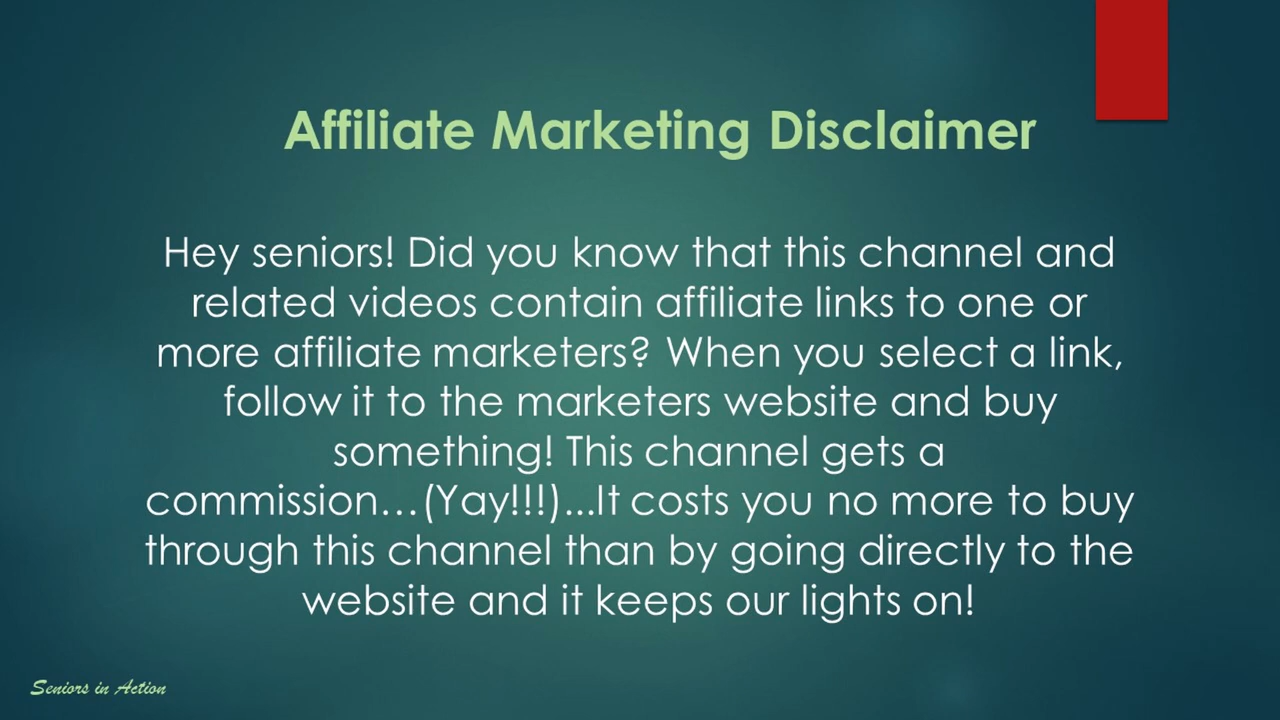 Affiliate Marketing Disclaimer
Hey seniors! Did you know that this channel and
related videos contain affiliate links to one or
more affiliate marketers? When you select a link,
follow it to the marketers website and buy
something! This channel gets a
commission…(Yay!!!)...It costs you no more to buy
through this channel than by going directly to the
website and it keeps our lights on!
Seniors in Action